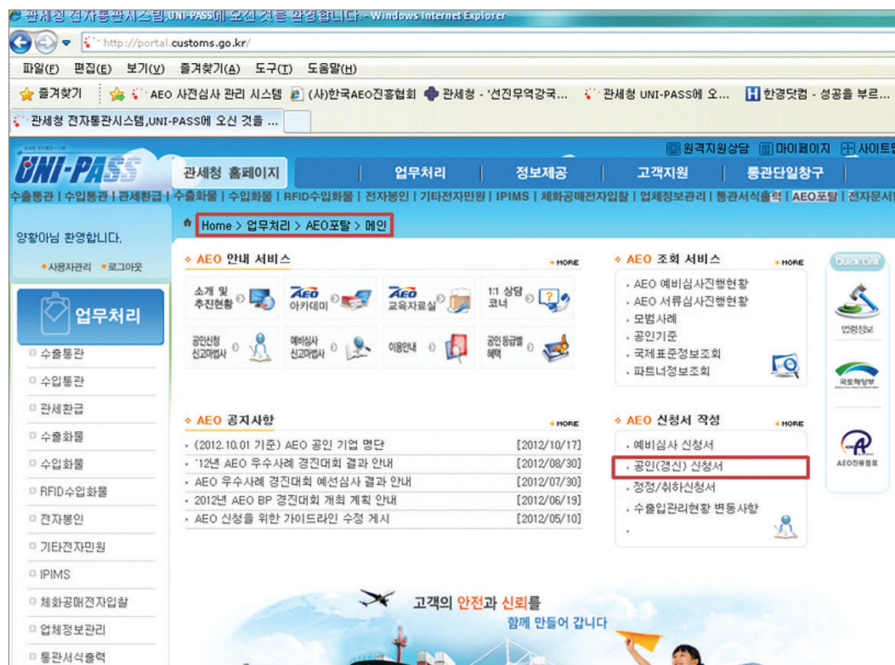 관세청 전자통관시스템,UNI-PASS에 오신 것을 환영합니다. - Windows Internet Explorer
http://portal.customs.go.kr/
파일(F) 편집(E) 보기(V) 즐겨찾기(A) 도구(T) 도움말(H)
즐겨찾기 AEO 사전심사 관리 시스템 (사)한국AEO진흥협회 관세청 - '선진무역강국... 관세청 UNI-PASS에 오... 한경닷컴 - 성공을 부르...
관세청 전자통관시스템,UNI-PASS에 오신 것을 ...
원격지원상담 마이페이지 사이트맵
UNI-PASS
관세청 홈페이지 업무처리 정보제공 고객지원 통관단일창구
수출통관 | 수입통관 | 관세환급 | 수출화물 | 수입화물 | RFID수입화물 | 전자봉인 | 기타전자민원 | IPIMS | 체화공매전자입찰 | 업체정보관리 | 통관서식출력 | AEO포탈 | 전자문서
Home > 업무처리 > AEO포탈 > 메인
양황아님 환영합니다.
사용자관리 로그아웃
업무처리
수출통관
수입통관
관세환급
수출화물
수입화물
RFID수입화물
전자봉인
기타전자민원
IPIMS
체화공매전자입찰
업체정보관리
통관서식출력
AEO 안내 서비스 MORE
소개 및 추진현황
AEO 아카데미
AEO 교육자료실
1:1 상담 코너
공인신청 신고마법사
예비심사 신고마법사
이용안내
공인등급별 혜택
AEO 조회 서비스 MORE
AEO 예비심사진행현황
AEO 서류심사진행현황
모범사례
공인기준
국제표준정보조회
파트너정보조회
AEO 공지사항 MORE
(2012.10.01 기준) AEO 공인 기업 명단 [2012/10/17]
'12년 AEO 우수사례 경진대회 결과 안내 [2012/08/30]
AEO 우수사례 경진대회 예선심사 결과 안내 [2012/07/30]
2012년 AEO BP 경진대회 개최 계획 안내 [2012/06/19]
AEO 신청을 위한 가이드라인 수정 게시 [2012/05/10]
AEO 신청서 작성 MORE
예비심사 신청서
공인(갱신) 신청서
정정/취하신청서
수출입관리현황 변동사항
Quick Link
법령정보
국토해양부
AEO진흥협회
고객의 안전과 신뢰를
함께 만들어 갑니다